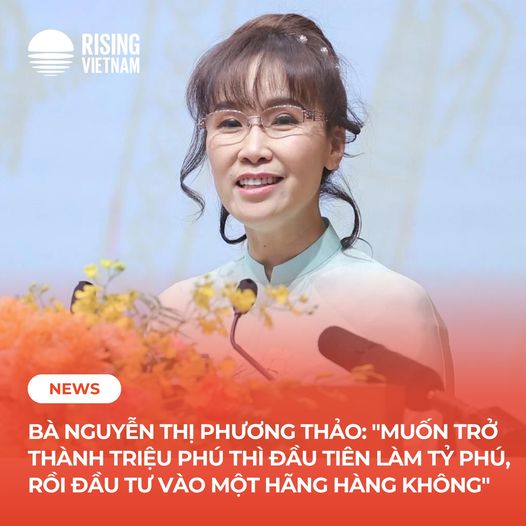 RISING
VIETNAM
NEWS
BÀ NGUYỄN THỊ PHƯƠNG THẢO: "MUỐN TRỞ
THÀNH TRIỆU PHÚ THÌ ĐẦU TIÊN LÀM TỶ PHÚ,
RỒI ĐẦU TƯ VÀO MỘT HÃNG HÀNG KHÔNG"